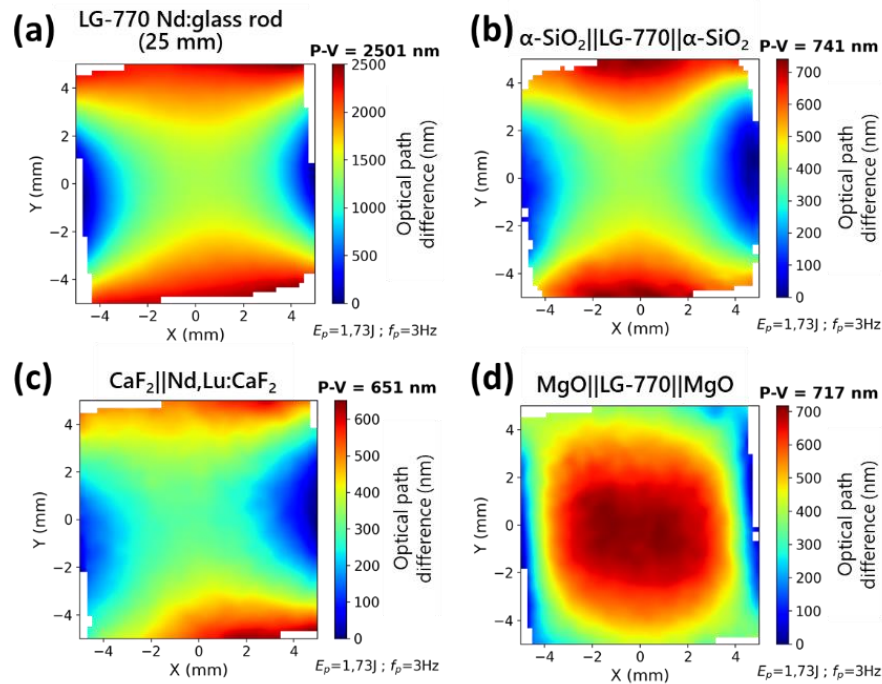 (a)
LG-770 Nd:glass rod
(25 mm)
P-V = 2501 nm
2500
2000
1500
1000
500
0
Optical path
difference (nm)
4
2
0
−2
−4
Y (mm)
−4 −2 0 2 4
X (mm)
Eₚ=1,73J ; fₚ=3Hz
(b)
α-SiO₂||LG-770||α-SiO₂
P-V = 741 nm
700
600
500
400
300
200
100
0
Optical path
difference (nm)
4
2
0
−2
−4
Y (mm)
−4 −2 0 2 4
X (mm)
Eₚ=1,73J ; fₚ=3Hz
(c)
CaF₂||Nd,Lu:CaF₂
P-V = 651 nm
600
500
400
300
200
100
0
Optical path
difference (nm)
4
2
0
−2
−4
Y (mm)
−4 −2 0 2 4
X (mm)
Eₚ=1,73J ; fₚ=3Hz
(d)
MgO||LG-770||MgO
P-V = 717 nm
700
600
500
400
300
200
100
0
Optical path
difference (nm)
4
2
0
−2
−4
Y (mm)
−4 −2 0 2 4
X (mm)
Eₚ=1,73J ; fₚ=3Hz